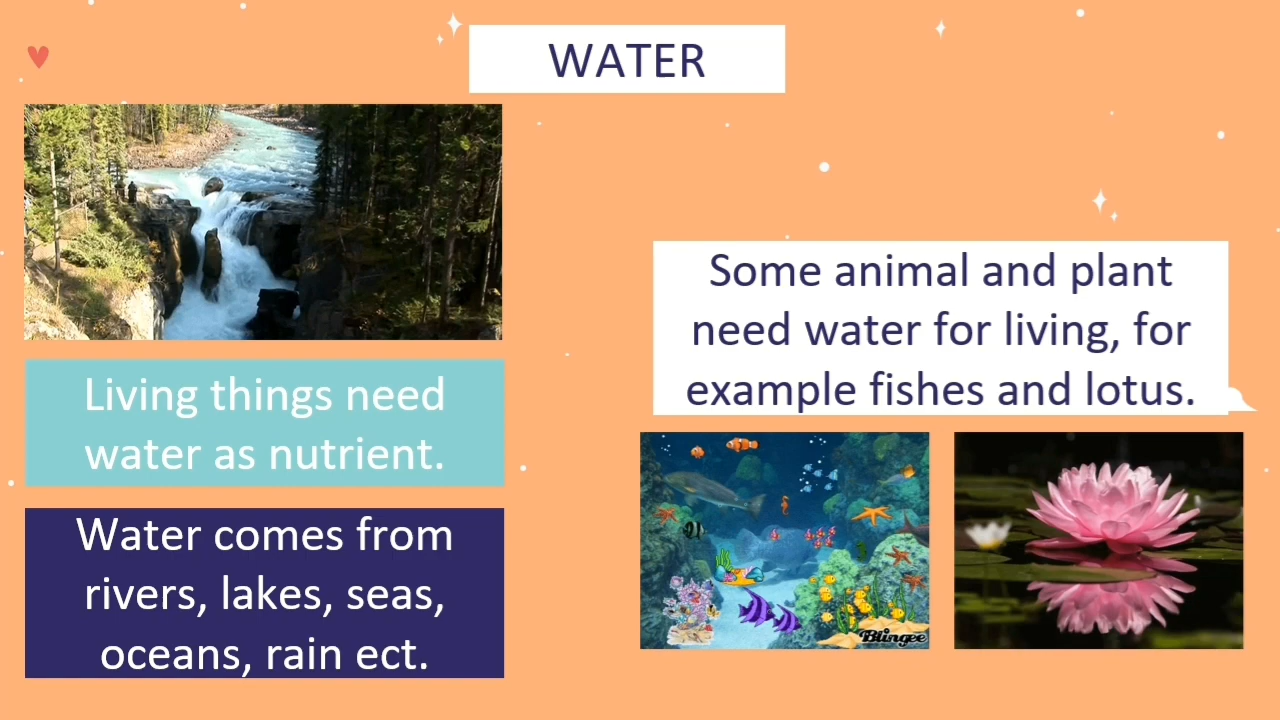 WATER
Living things need
water as nutrient.
Water comes from
rivers, lakes, seas,
oceans, rain ect.
Some animal and plant
need water for living, for
example fishes and lotus.
Blingee